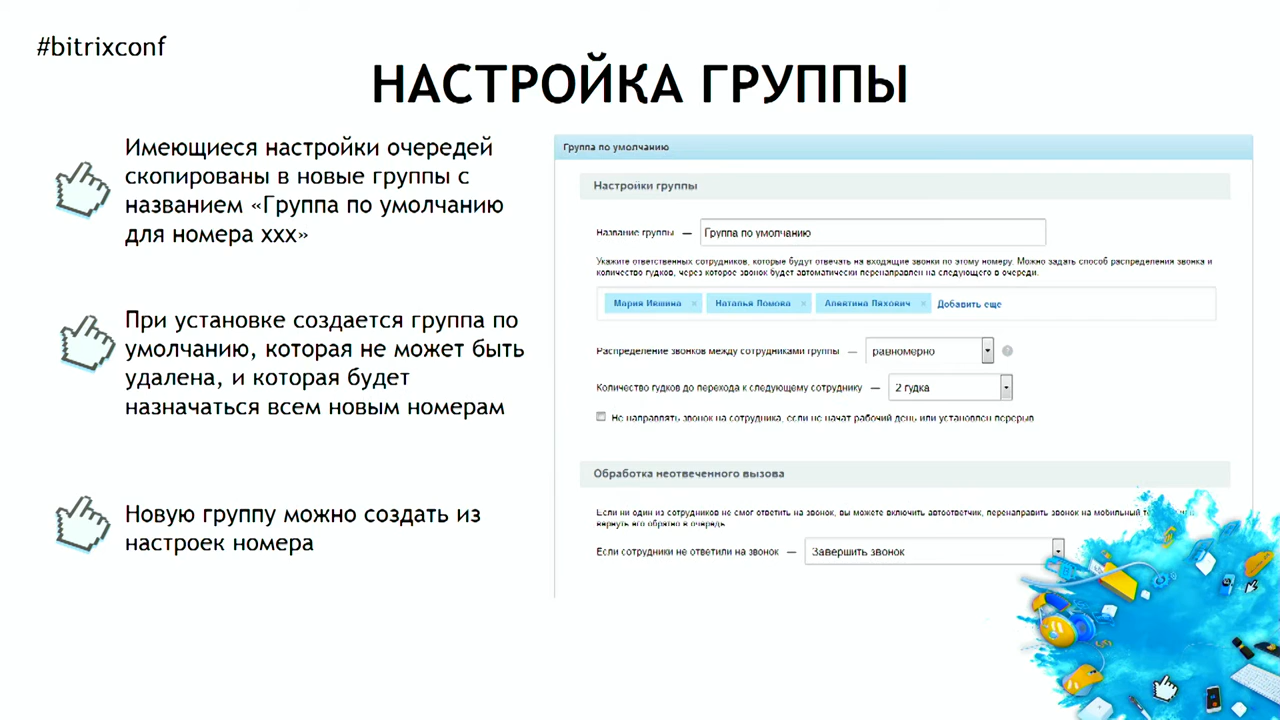 #bitrixconf
НАСТРОЙКА ГРУППЫ
Имеющиеся настройки очередей
скопированы в новые группы с
названием «Группа по умолчанию
для номера xxx»
При установке создается группа по
умолчанию, которая не может быть
удалена, и которая будет
назначаться всем новым номерам
Новую группу можно создать из
настроек номера
Группа по умолчанию
Настройки группы
Название группы — Группа по умолчанию
Укажите ответственных сотрудников, которые будут отвечать на входящие звонки по этому номеру. Можно задать способ распределения звонка и
количество гудков, через которое звонок будет автоматически перенаправлен на следующего в очереди.
Мария Ившина × Наталья Ломова × Алевтина Ляхович × Добавить еще
Распределение звонков между сотрудниками группы — равномерно ?
Количество гудков до перехода к следующему сотруднику — 2 гудка
Не направлять звонок на сотрудника, если не начат рабочий день или установлен перерыв
Обработка неотвеченного вызова
Если ни один из сотрудников не смог ответить на звонок, вы можете включить автоответчик, перенаправить звонок на мобильный
вернуть его обратно в очередь.
Если сотрудники не ответили на звонок — Завершить звонок